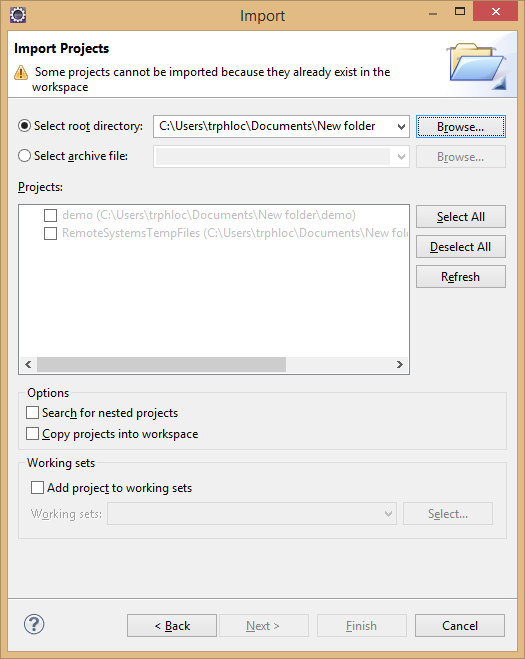 Import
Import Projects
Some projects cannot be imported because they already exist in the
workspace
Select root directory: C:\Users\trphloc\Documents\New folder Browse...
Select archive file: Browse...
Projects:
demo (C:\Users\trphloc\Documents\New folder\demo) Select All
RemoteSystemsTempFiles (C:\Users\trphloc\Documents\New fol
Deselect All
Refresh
Options
Search for nested projects
Copy projects into workspace
Working sets
Add project to working sets
Working sets: Select...
? < Back Next > Finish Cancel